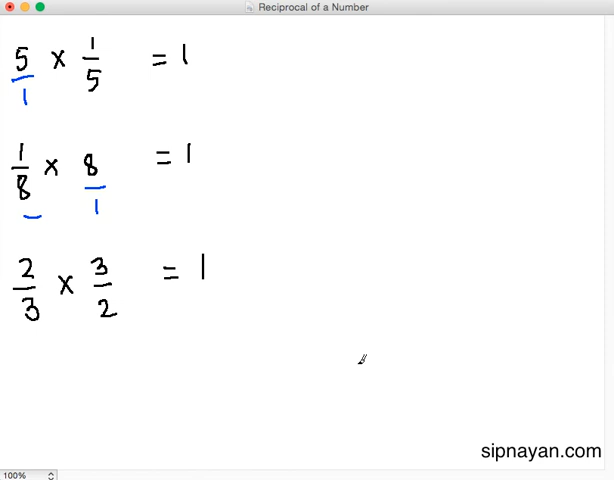 Reciprocal of a Number
5/1 × 1/5 = 1
1/8 × 8/1 = 1
2/3 × 3/2 = 1
sipnayan.com
100%